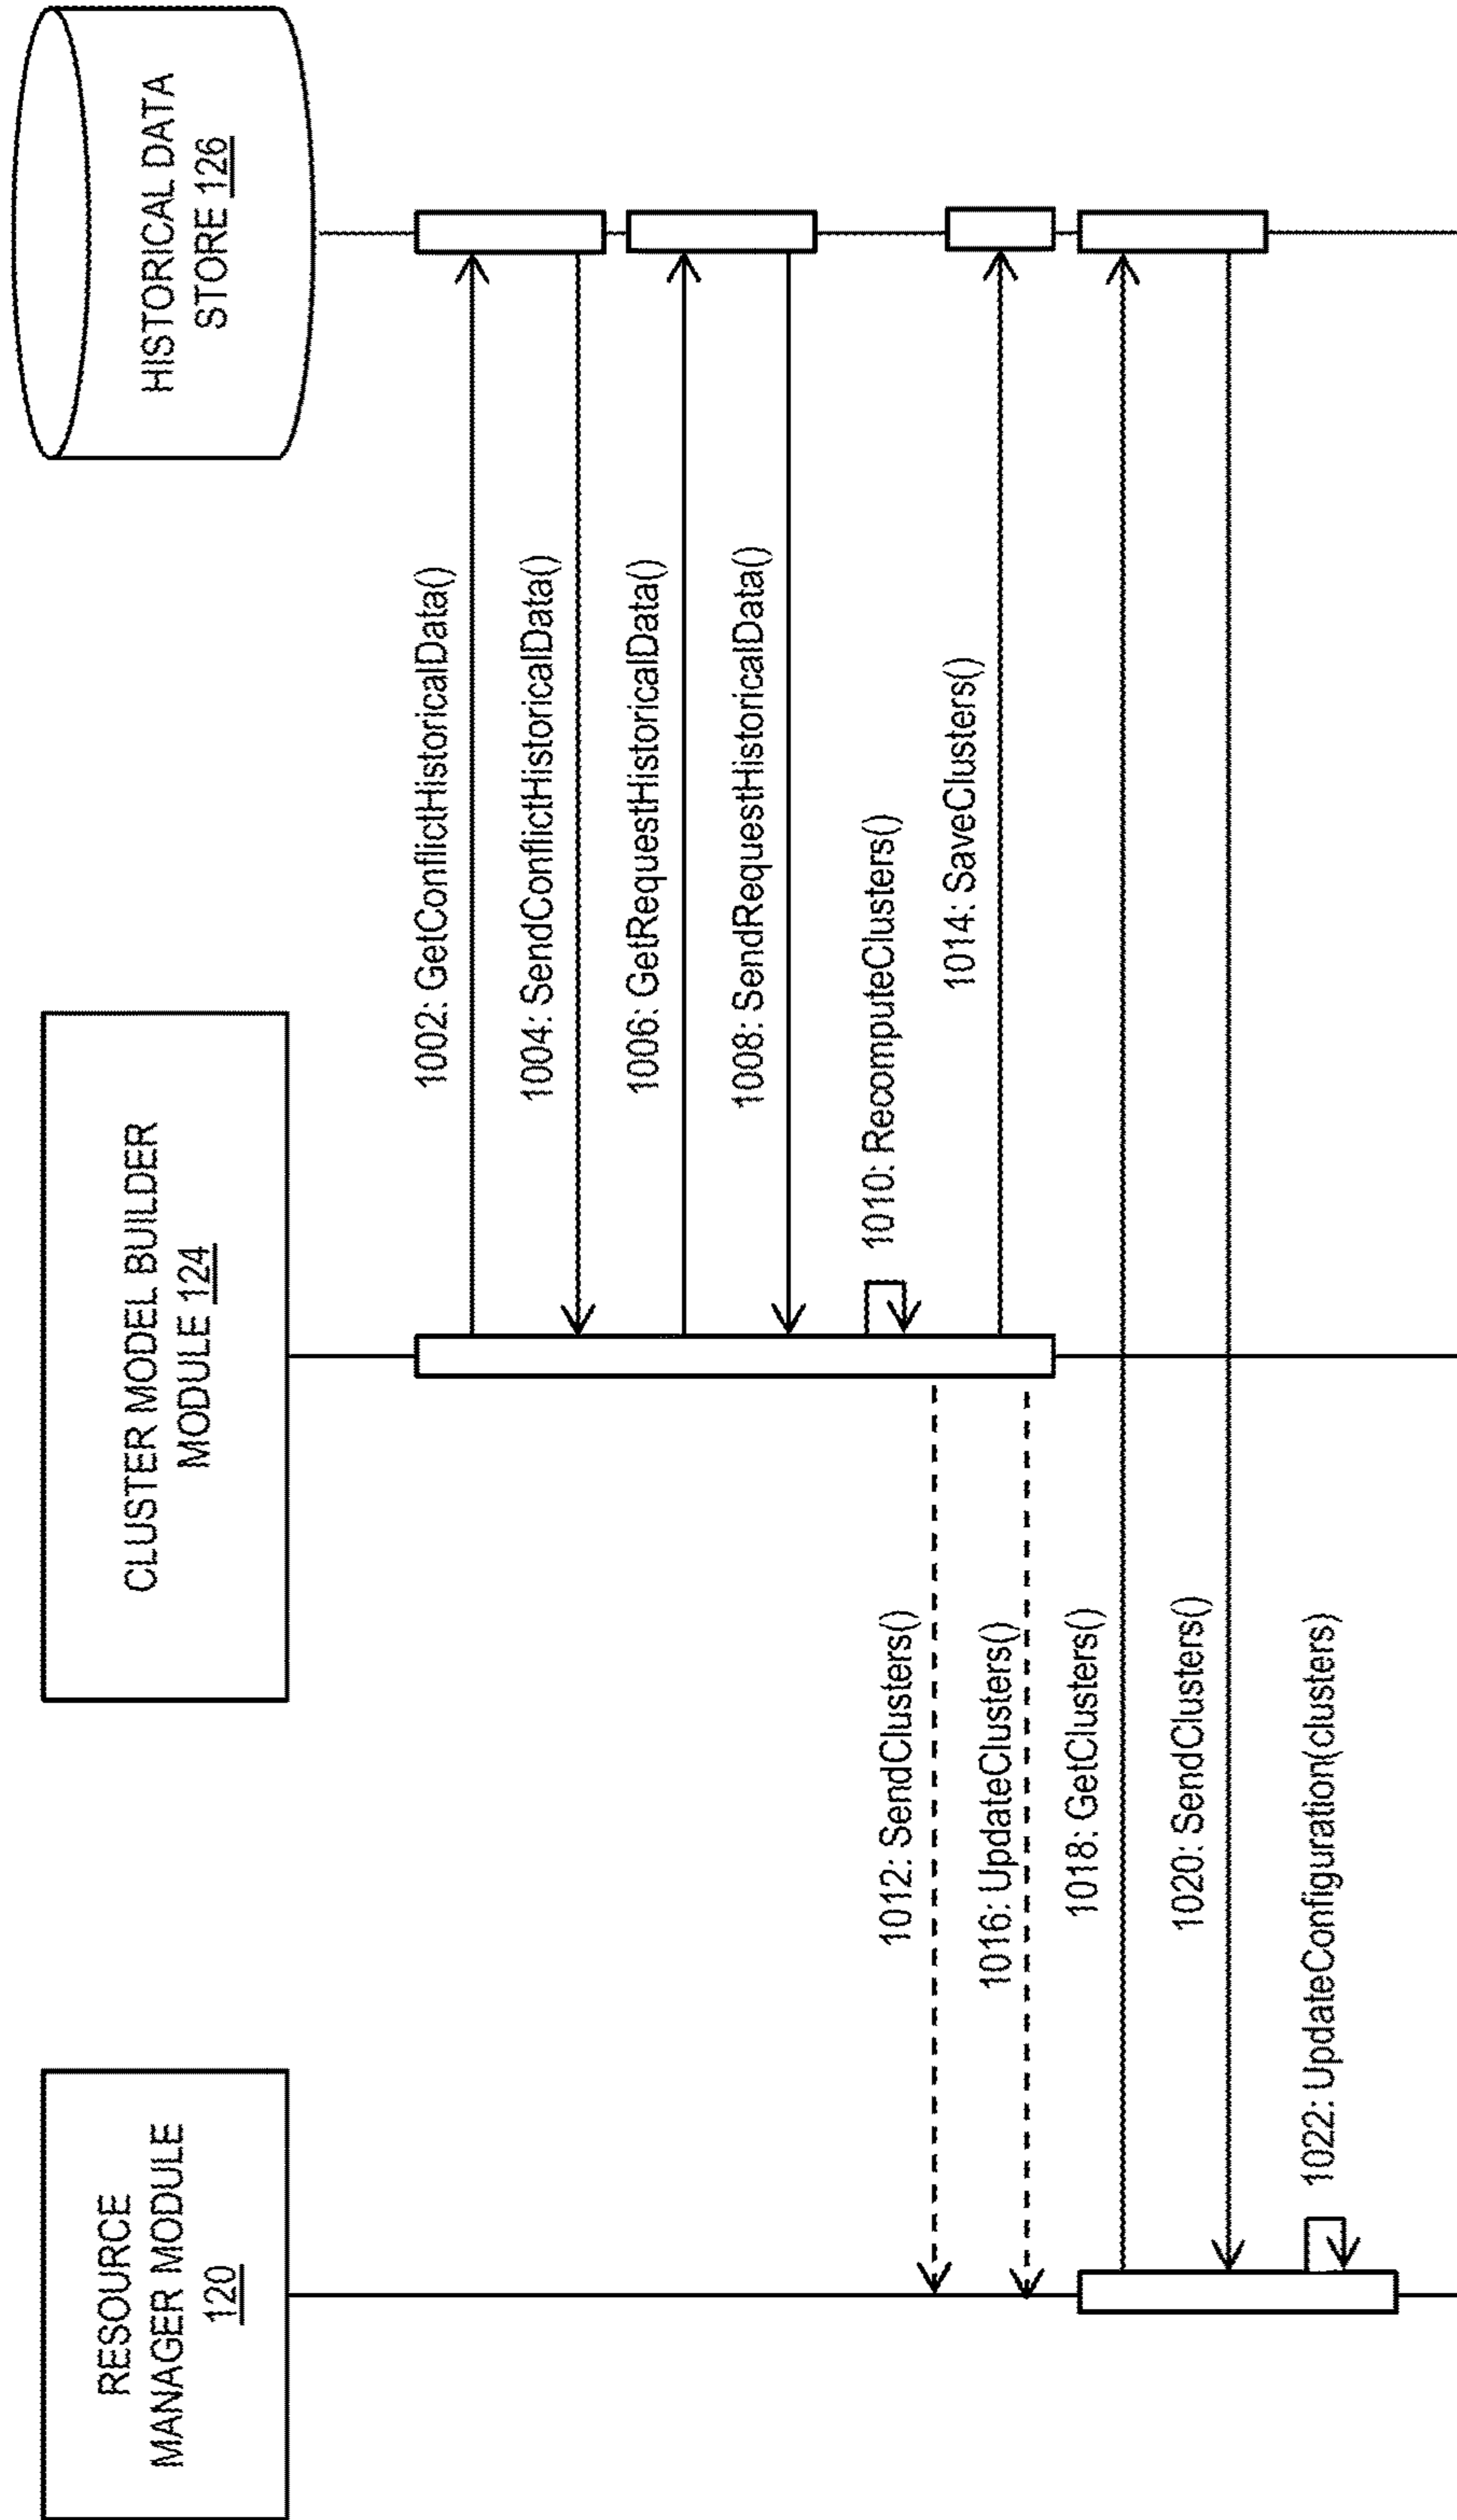 RESOURCE
MANAGER MODULE
120
CLUSTER MODEL BUILDER
MODULE 124
HISTORICAL DATA
STORE 126
1002: GetConflictHistoricalData()
1004: SendConflictHistoricalData()
1006: GetRequestHistoricalData()
1008: SendRequestHistoricalData()
1010: RecomputeClusters()
1012: SendClusters()
1014: SaveClusters()
1016: UpdateClusters()
1018: GetClusters()
1020: SendClusters()
1022: UpdateConfiguration(clusters)